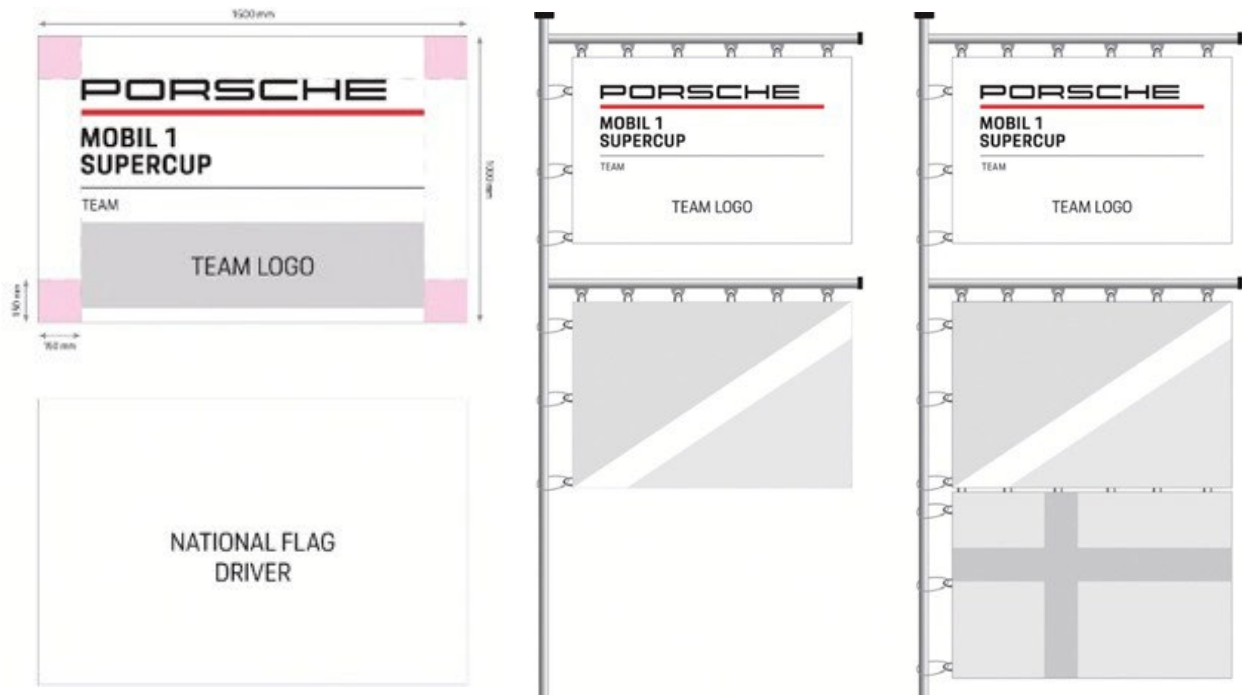 1500 mm
PORSCHE
MOBIL 1
SUPERCUP
TEAM
TEAM LOGO
1000 mm
150 mm
150 mm
NATIONAL FLAG
DRIVER
PORSCHE
MOBIL 1
SUPERCUP
TEAM
TEAM LOGO
PORSCHE
MOBIL 1
SUPERCUP
TEAM
TEAM LOGO